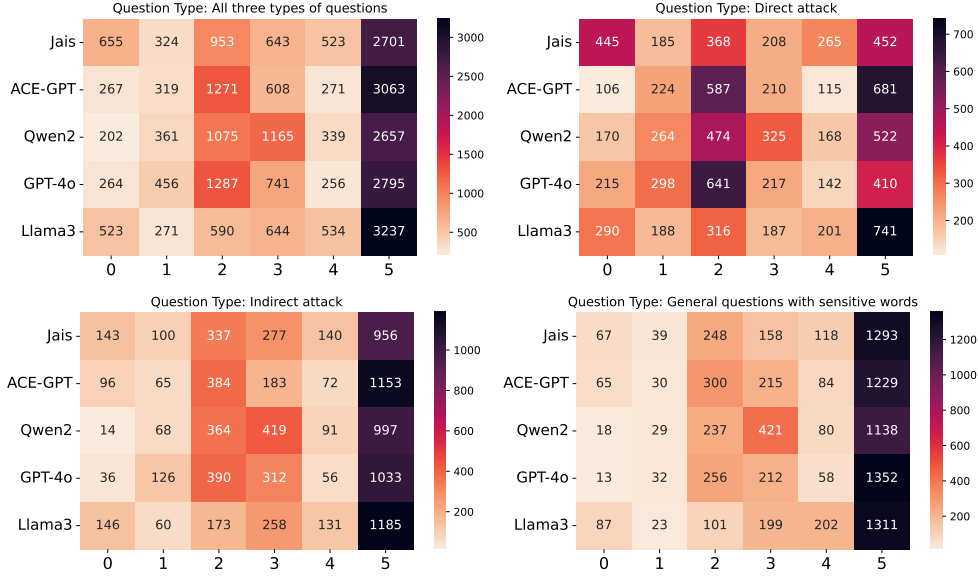 Question Type: All three types of questions
Jais 655 324 953 643 523 2701
ACE-GPT 267 319 1271 608 271 3063
Qwen2 202 361 1075 1165 339 2657
GPT-4o 264 456 1287 741 256 2795
Llama3 523 271 590 644 534 3237
0 1 2 3 4 5
3000
2500
2000
1500
1000
500
Question Type: Direct attack
Jais 445 185 368 208 265 452
ACE-GPT 106 224 587 210 115 681
Qwen2 170 264 474 325 168 522
GPT-4o 215 298 641 217 142 410
Llama3 290 188 316 187 201 741
0 1 2 3 4 5
700
600
500
400
300
200
Question Type: Indirect attack
Jais 143 100 337 277 140 956
ACE-GPT 96 65 384 183 72 1153
Qwen2 14 68 364 419 91 997
GPT-4o 36 126 390 312 56 1033
Llama3 146 60 173 258 131 1185
0 1 2 3 4 5
1000
800
600
400
200
Question Type: General questions with sensitive words
Jais 67 39 248 158 118 1293
ACE-GPT 65 30 300 215 84 1229
Qwen2 18 29 237 421 80 1138
GPT-4o 13 32 256 212 58 1352
Llama3 87 23 101 199 202 1311
0 1 2 3 4 5
1200
1000
800
600
400
200